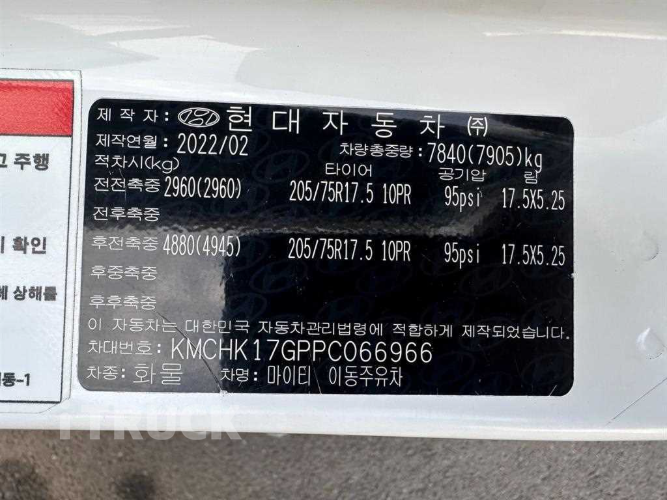 제작자: 현대자동차㈜
제작연월: 2022/02 차량총중량: 7840(7905)kg
적차시(kg) 타이어 공기압 림
전전축중 2960(2960) 205/75R17.5 10PR 95psi 17.5X5.25
전후축중
후전축중 4880(4945) 205/75R17.5 10PR 95psi 17.5X5.25
후중축중
후후축중
이 자동차는 대한민국 자동차관리법령에 적합하게 제작되었습니다.
차대번호: KMCHK17GPPC066966
차종: 화물 차명: 마이티 이동주유차
고 주행
확인
상해를
동-1
TRUCK